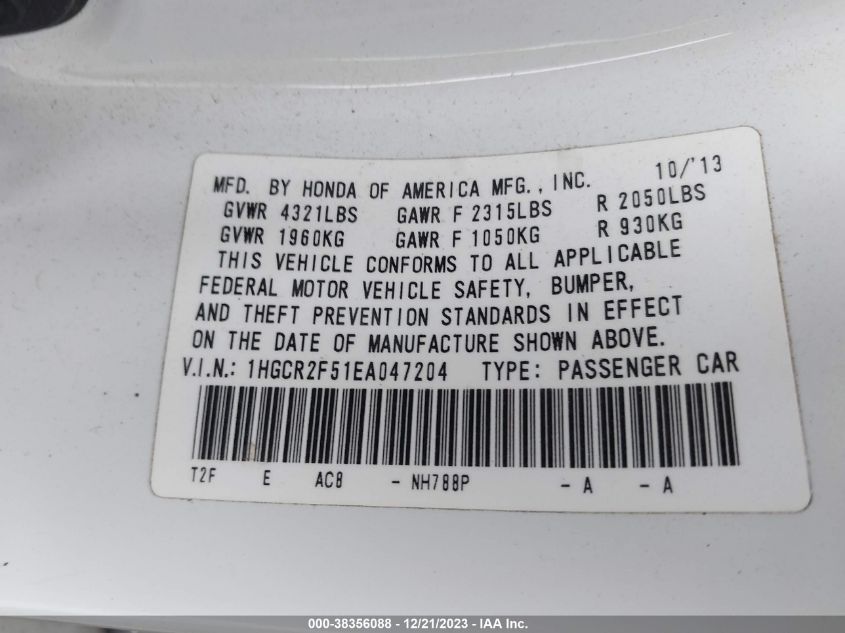 MFD. BY HONDA OF AMERICA MFG., INC. 10/'13
GVWR 4321LBS GAWR F 2315LBS R 2050LBS
GVWR 1960KG GAWR F 1050KG R 930KG
THIS VEHICLE CONFORMS TO ALL APPLICABLE
FEDERAL MOTOR VEHICLE SAFETY, BUMPER,
AND THEFT PREVENTION STANDARDS IN EFFECT
ON THE DATE OF MANUFACTURE SHOWN ABOVE.
V.I.N.: 1HGCR2F51EA047204 TYPE: PASSENGER CAR
T2F E AC8 - NH788P - A - A
000-38356088 - 12/21/2023 - IAA Inc.